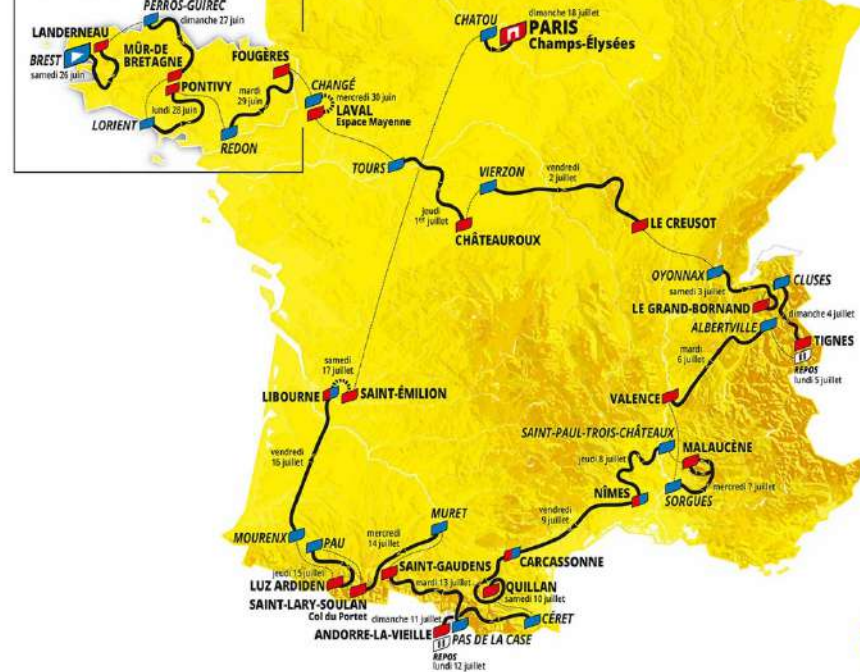 PERROS-GUIREC
dimanche 27 juin
LANDERNEAU
BREST
samedi 26 juin
MÛR-DE
BRETAGNE
PONTIVY
lundi 28 juin
LORIENT
mardi
29 juin
REDON
FOUGÈRES
CHANGÉ
mercredi 30 juin
LAVAL
Espace Mayenne
CHATOU
dimanche 18 juillet
PARIS
Champs-Élysées
TOURS
jeudi
1er juillet
CHÂTEAUROUX
VIERZON
vendredi
2 juillet
LE CREUSOT
OYONNAX
samedi 3 juillet
LE GRAND-BORNAND
CLUSES
dimanche 4 juillet
ALBERTVILLE
TIGNES
REPOS
lundi 5 juillet
mardi
6 juillet
VALENCE
SAINT-PAUL-TROIS-CHÂTEAUX
jeudi 8 juillet
MALAUCÈNE
mercredi 7 juillet
SORGUES
NÎMES
vendredi
9 juillet
CARCASSONNE
QUILLAN
samedi 10 juillet
CÉRET
dimanche 11 juillet
ANDORRE-LA-VIEILLE
PAS DE LA CASE
REPOS
lundi 12 juillet
mardi 13 juillet
SAINT-GAUDENS
MURET
mercredi
14 juillet
SAINT-LARY-SOULAN
Col du Portet
PAU
jeudi 15 juillet
LUZ ARDIDEN
MOURENX
vendredi
16 juillet
LIBOURNE
samedi
17 juillet
SAINT-ÉMILION